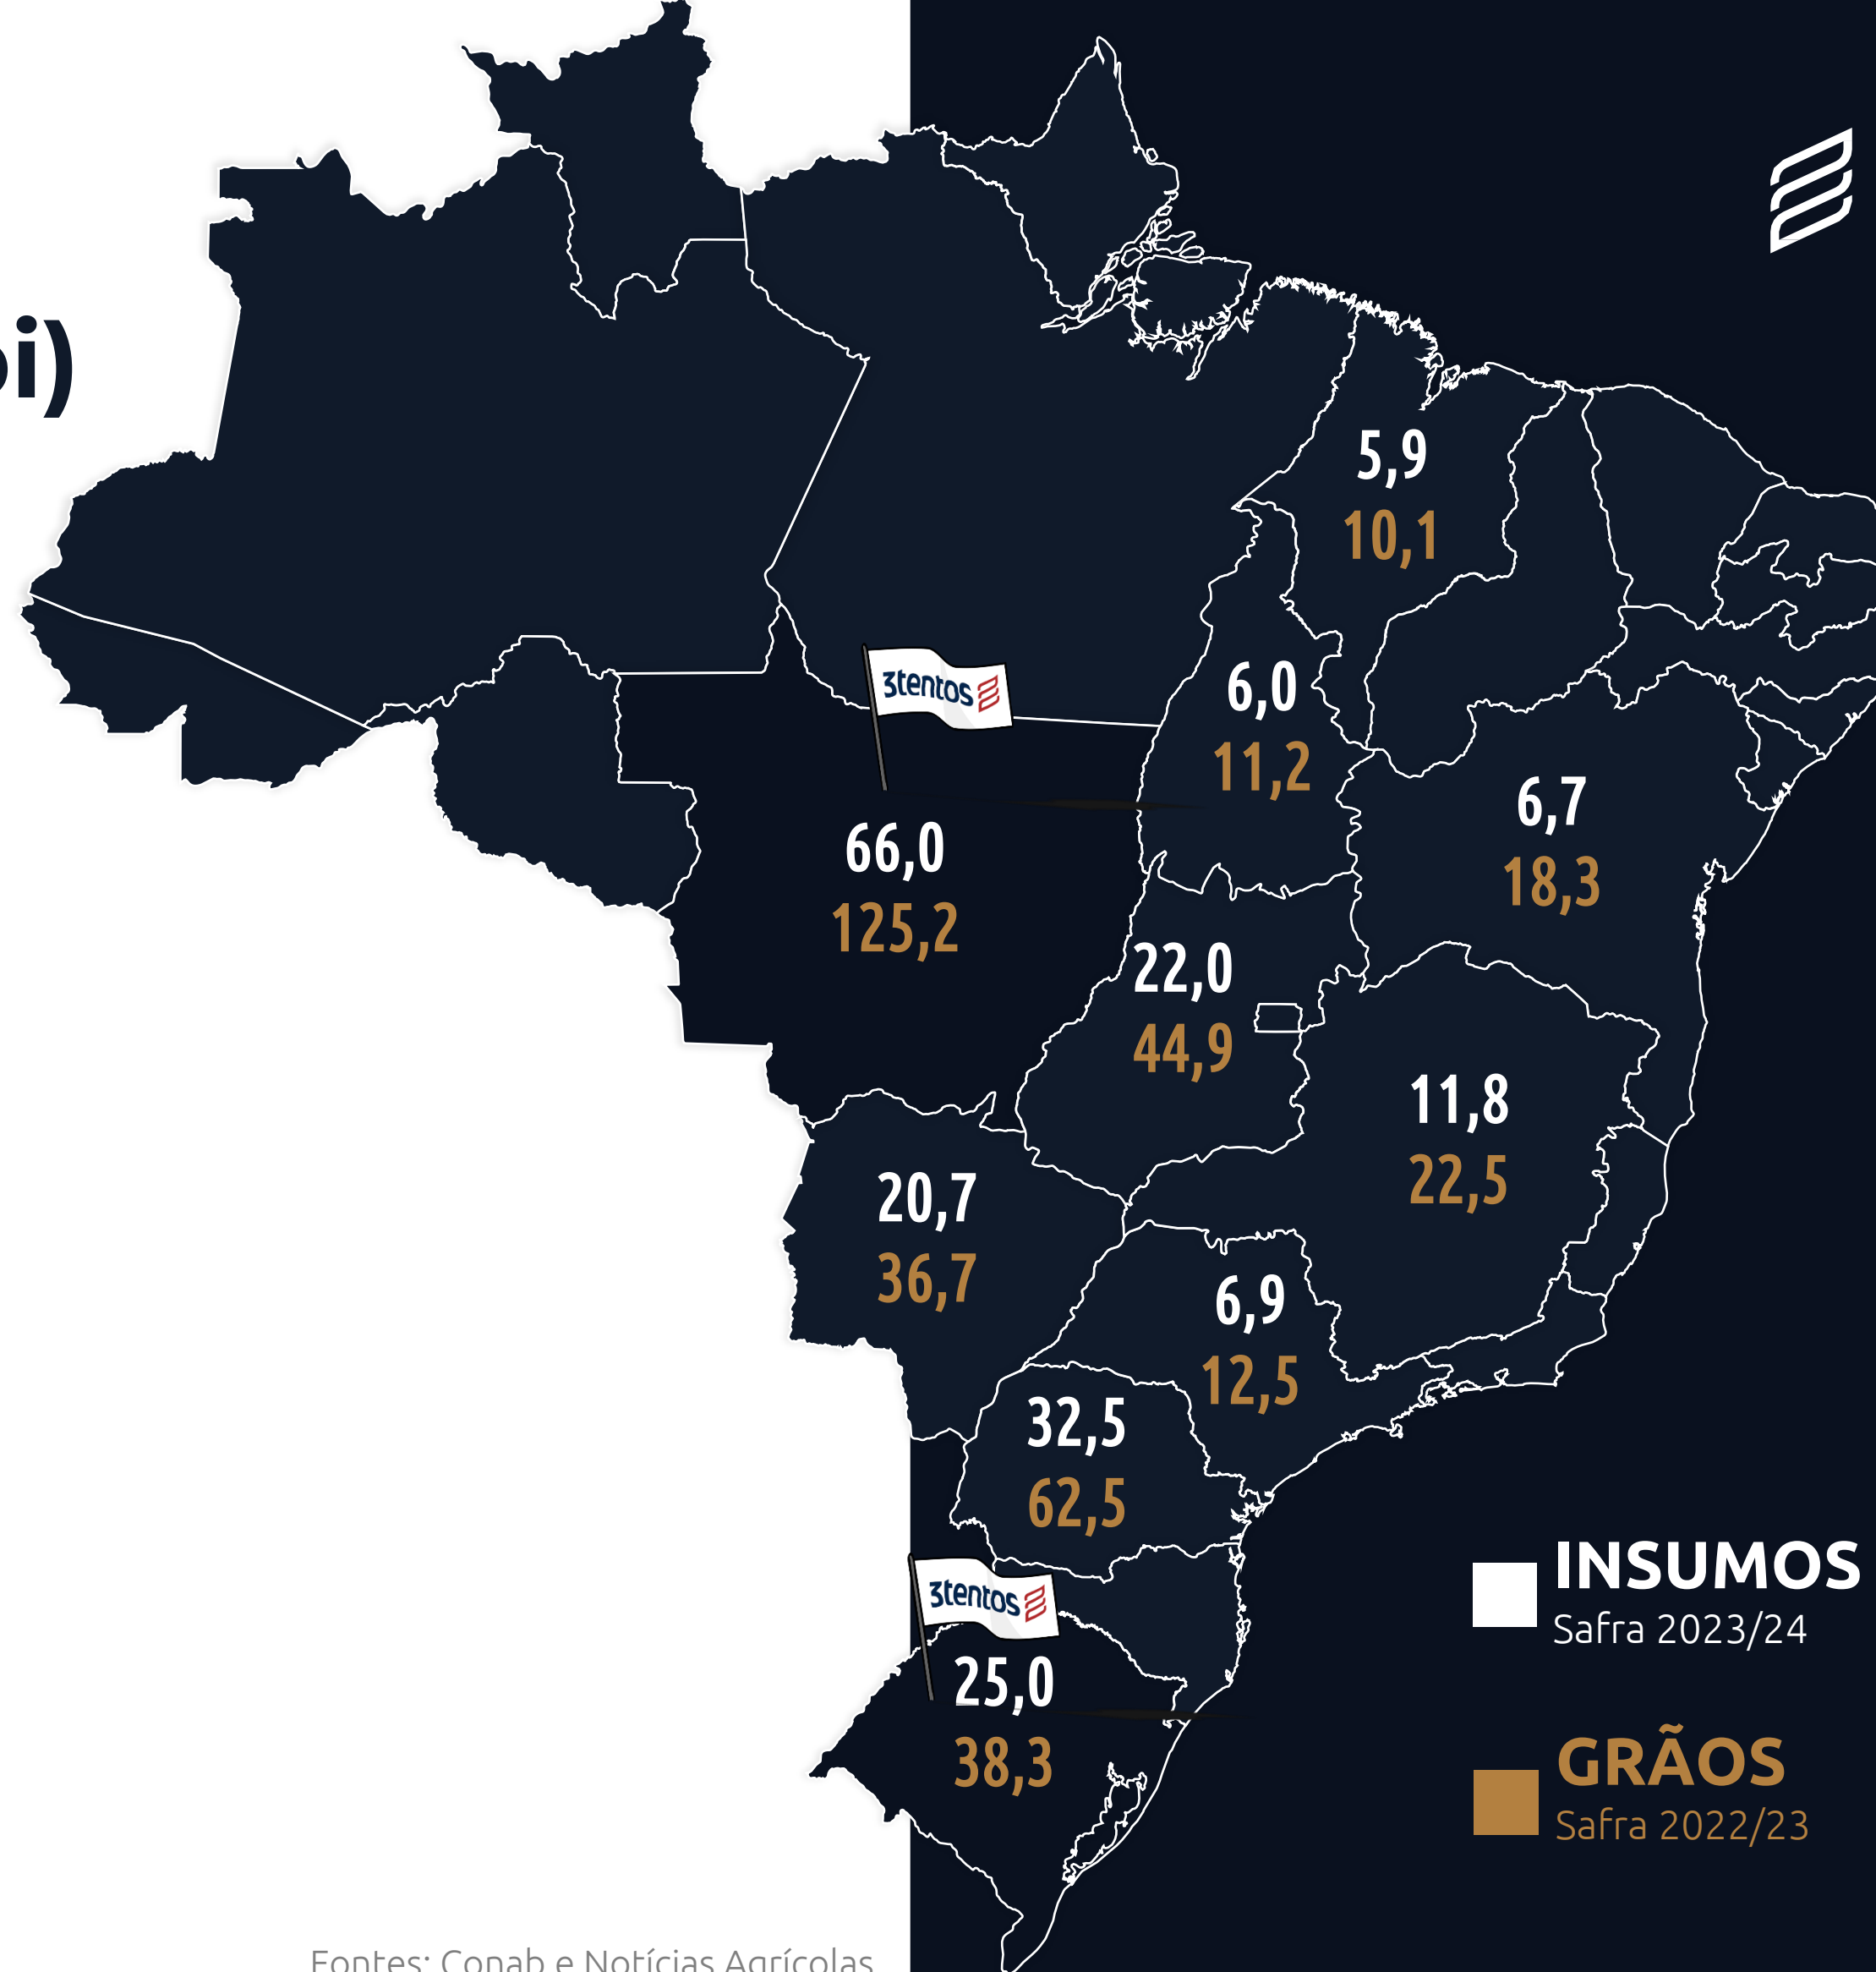 i)
5,9
10,1
3tentos
6,0
11,2
6,7
18,3
66,0
125,2
22,0
44,9
11,8
22,5
20,7
36,7
6,9
12,5
32,5
62,5
3tentos
25,0
38,3
INSUMOS
Safra 2023/24
GRÃOS
Safra 2022/23
Fontes: Conab e Notícias Agrícolas